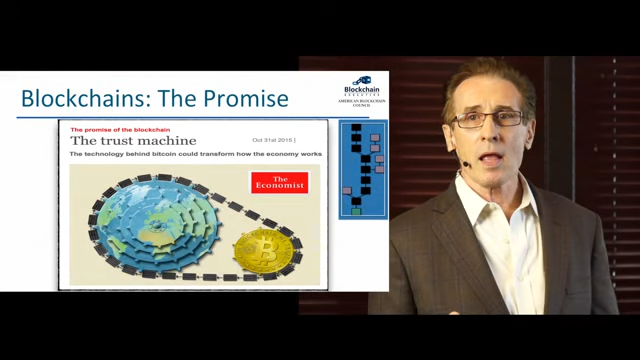 Blockchains: The Promise
Blockchain
EXECUTIVE
AMERICAN BLOCKCHAIN
COUNCIL
The promise of the blockchain
The trust machine
Oct 31st 2015 |
The technology behind bitcoin could transform how the economy works
The
Economist